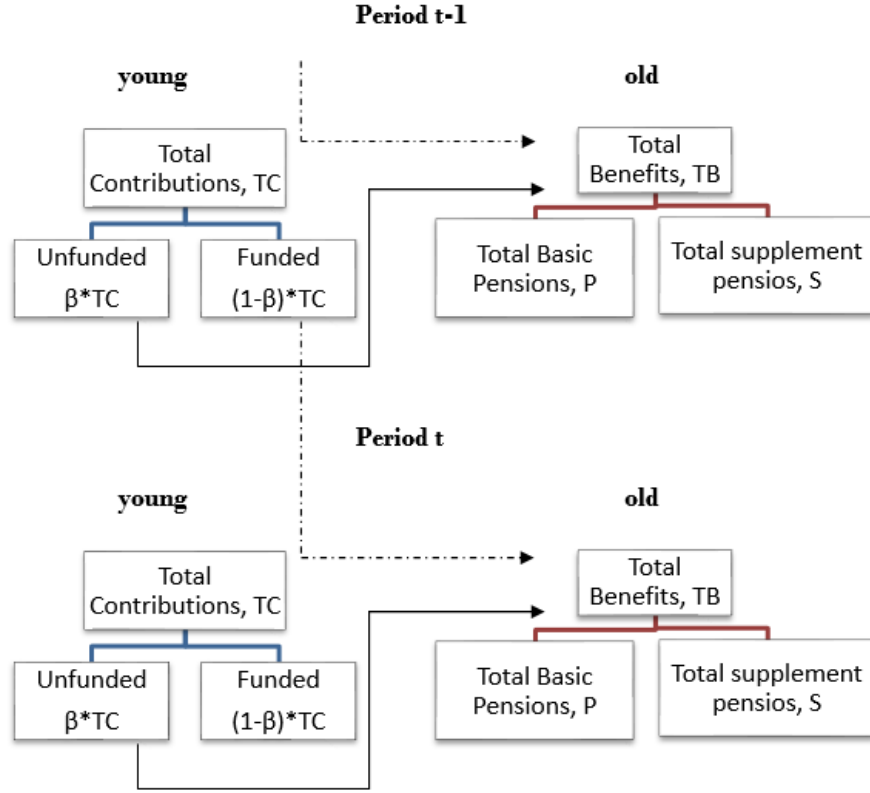 Period t-1
young
old
Total
Contributions, TC
Total
Benefits, TB
Unfunded
β*TC
Funded
(1-β)*TC
Total Basic
Pensions, P
Total supplement
pensios, S
Period t
young
old
Total
Contributions, TC
Total
Benefits, TB
Unfunded
β*TC
Funded
(1-β)*TC
Total Basic
Pensions, P
Total supplement
pensios, S